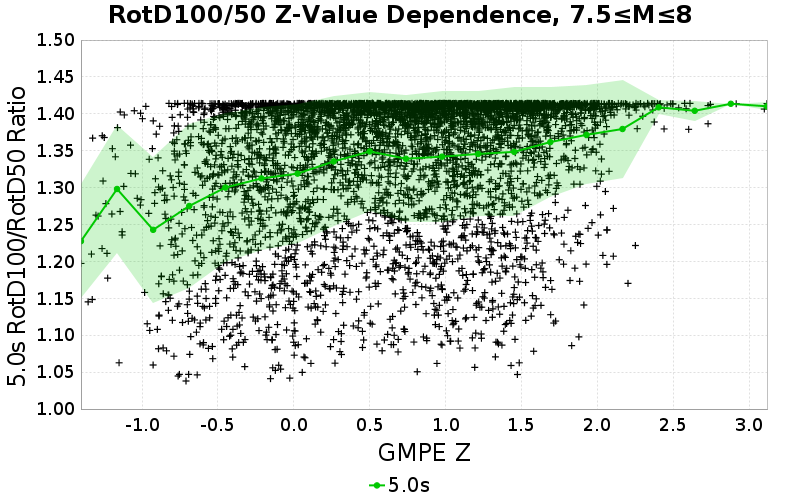 RotD100/50 Z-Value Dependence, 7.5≤M≤8
5.0s RotD100/RotD50 Ratio
1.50
1.45
1.40
1.35
1.30
1.25
1.20
1.15
1.10
1.05
1.00
-1.0 -0.5 0.0 0.5 1.0 1.5 2.0 2.5 3.0
GMPE Z
5.0s